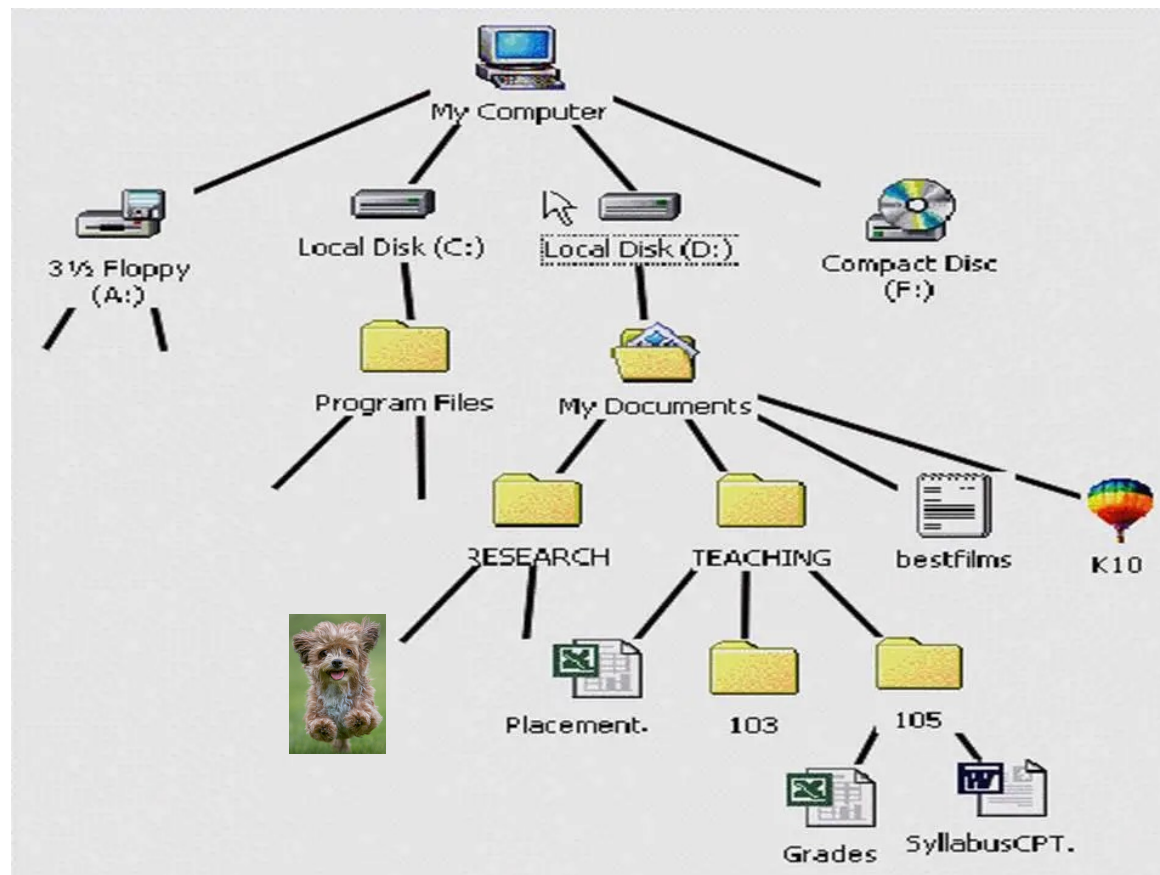 My Computer
3½ Floppy
(A:)
Local Disk (C:)
Local Disk (D:)
Compact Disc
(F:)
Program Files
My Documents
RESEARCH
TEACHING
bestfilms
K10
Placement.
103
105
Grades
SyllabusCPT.